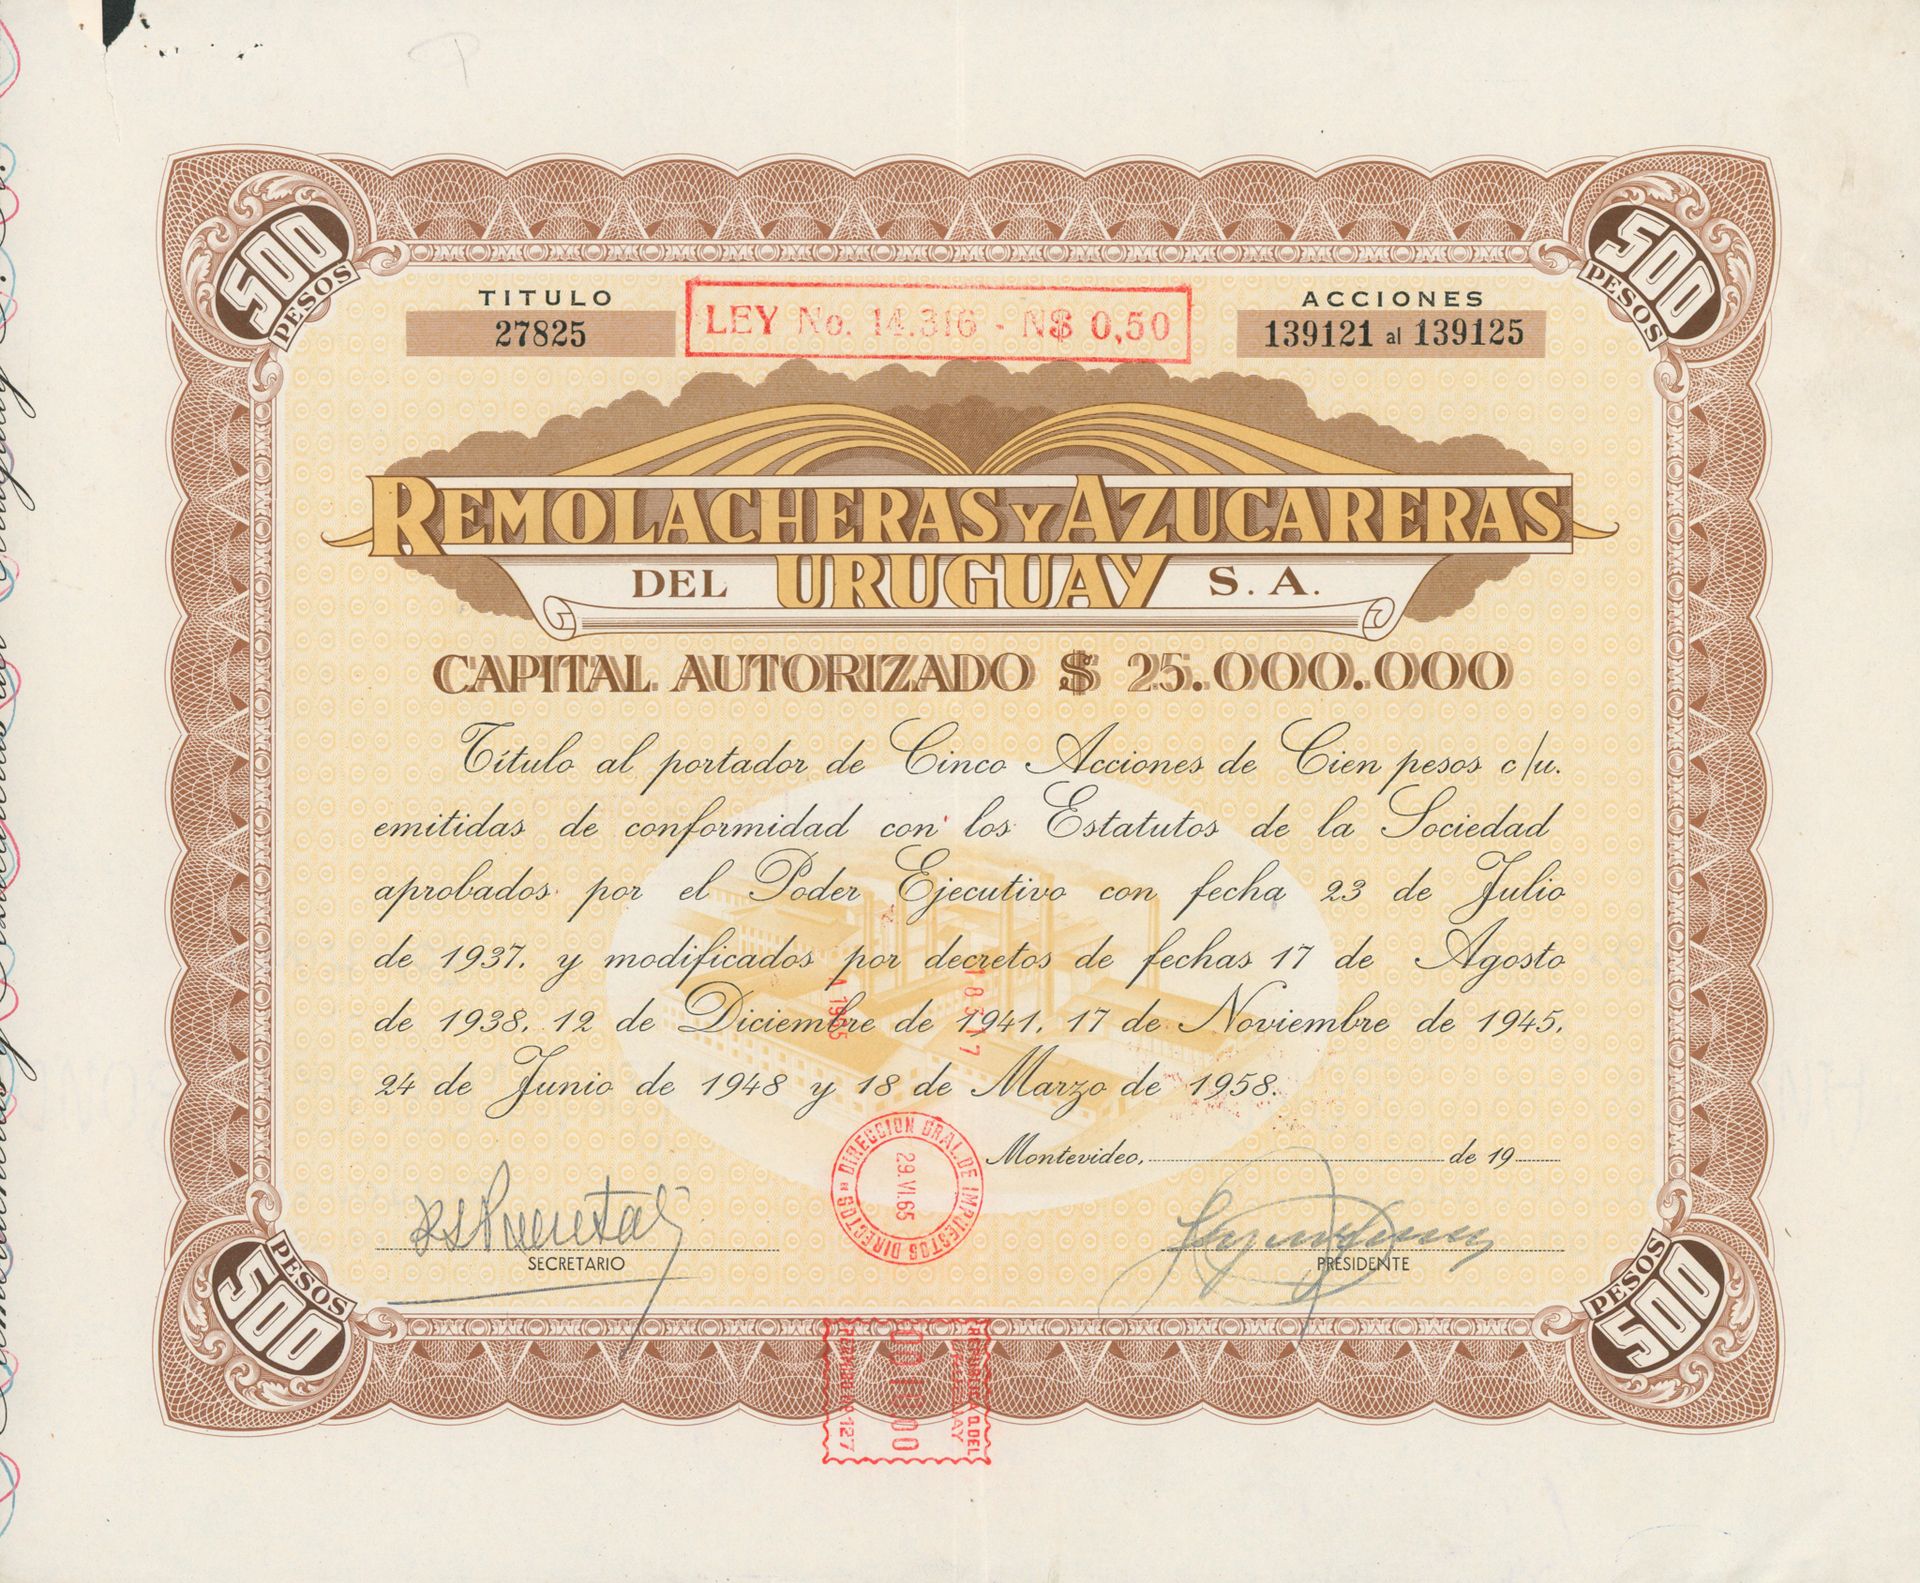 500
PESOS
500
PESOS
TITULO
27825
LEY No. 14.316 - N$ 0,50
ACCIONES
139121 al 139125
REMOLACHERAS Y AZUCARERAS
DEL URUGUAY S. A.
CAPITAL AUTORIZADO $ 25.000.000
Título al portador de Cinco Acciones de Cien pesos c/u.
emitidas de conformidad con los Estatutos de la Sociedad
aprobados por el Poder Ejecutivo con fecha 23 de Julio
de 1937, y modificados por decretos de fechas 17 de Agosto
de 1938, 12 de Diciembre de 1941, 17 de Noviembre de 1945,
24 de Junio de 1948 y 18 de Marzo de 1958.
Montevideo, de 19
DIRECCION GRAL. DE IMPUESTOS DIRECTOS
29.VI.65
SECRETARIO
PRESIDENTE
PESOS
500
PESOS
500
REPUBLICA O. DEL
URUGUAY